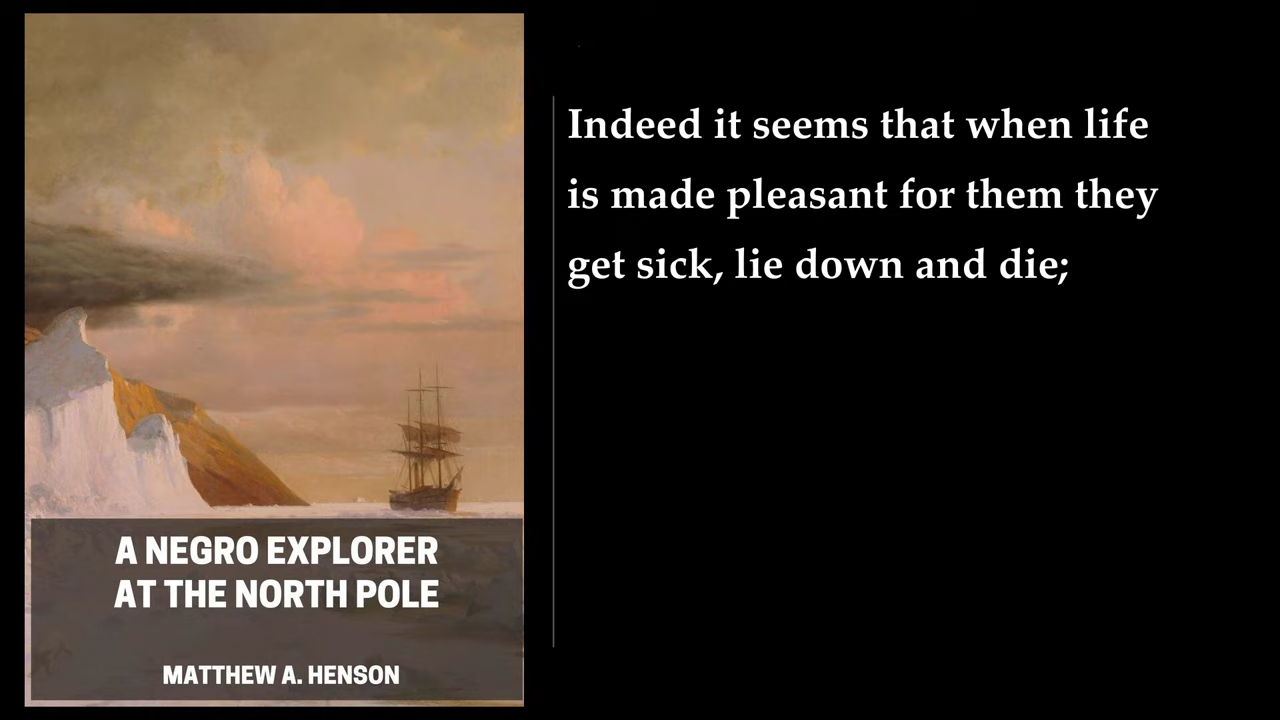 A NEGRO EXPLORER
AT THE NORTH POLE
MATTHEW A. HENSON
Indeed it seems that when life
is made pleasant for them they
get sick, lie down and die;